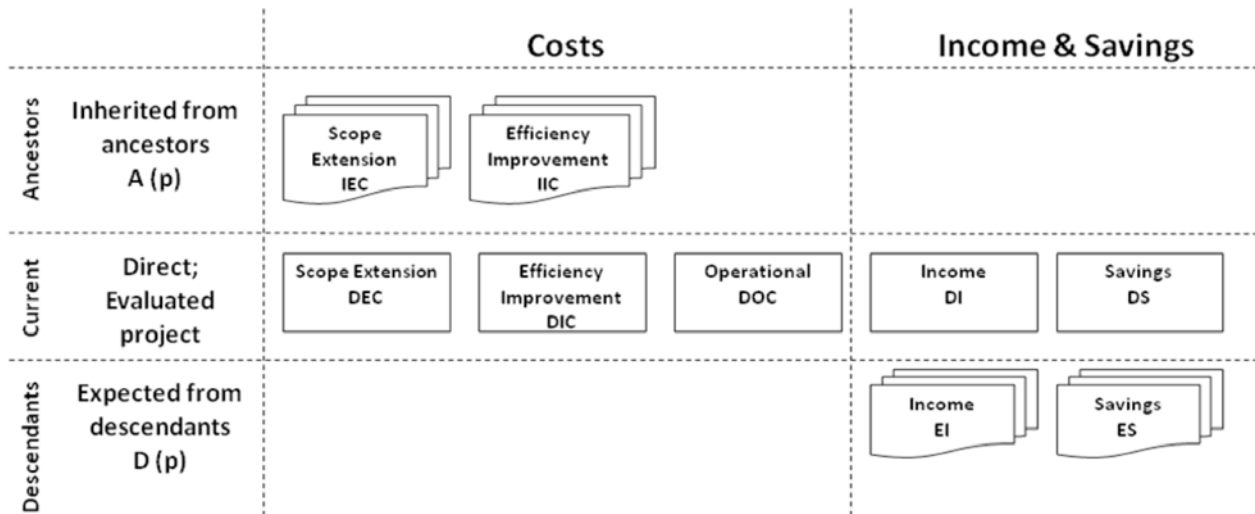 Costs
Income & Savings
Ancestors
Inherited from
ancestors
A (p)
Scope
Extension
IEC
Efficiency
Improvement
IIC
Current
Direct;
Evaluated
project
Scope Extension
DEC
Efficiency
Improvement
DIC
Operational
DOC
Income
DI
Savings
DS
Descendants
Expected from
descendants
D (p)
Income
EI
Savings
ES